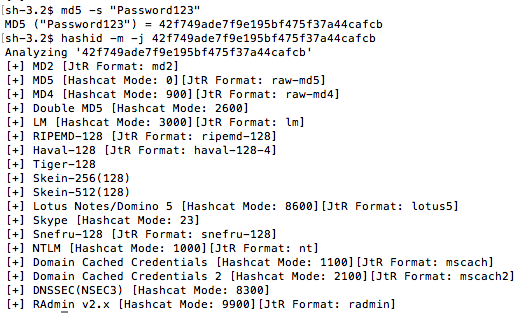 [sh-3.2$ md5 -s "Password123"
MD5 ("Password123") = 42f749ade7f9e195bf475f37a44cafcb
[sh-3.2$ hashid -m -j 42f749ade7f9e195bf475f37a44cafcb
Analyzing '42f749ade7f9e195bf475f37a44cafcb'
[+] MD2 [JtR Format: md2]
[+] MD5 [Hashcat Mode: 0][JtR Format: raw-md5]
[+] MD4 [Hashcat Mode: 900][JtR Format: raw-md4]
[+] Double MD5 [Hashcat Mode: 2600]
[+] LM [Hashcat Mode: 3000][JtR Format: lm]
[+] RIPEMD-128 [JtR Format: ripemd-128]
[+] Haval-128 [JtR Format: haval-128-4]
[+] Tiger-128
[+] Skein-256(128)
[+] Skein-512(128)
[+] Lotus Notes/Domino 5 [Hashcat Mode: 8600][JtR Format: lotus5]
[+] Skype [Hashcat Mode: 23]
[+] Snefru-128 [JtR Format: snefru-128]
[+] NTLM [Hashcat Mode: 1000][JtR Format: nt]
[+] Domain Cached Credentials [Hashcat Mode: 1100][JtR Format: mscach]
[+] Domain Cached Credentials 2 [Hashcat Mode: 2100][JtR Format: mscach2]
[+] DNSSEC(NSEC3) [Hashcat Mode: 8300]
[+] RAdmin v2.x [Hashcat Mode: 9900][JtR Format: radmin]